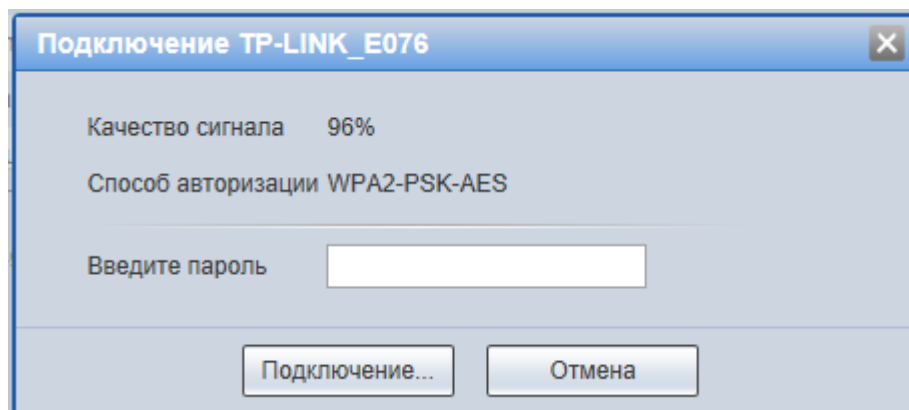 Подключение TP-LINK_E076
Качество сигнала 96%
Способ авторизации WPA2-PSK-AES
Введите пароль
Подключение... Отмена